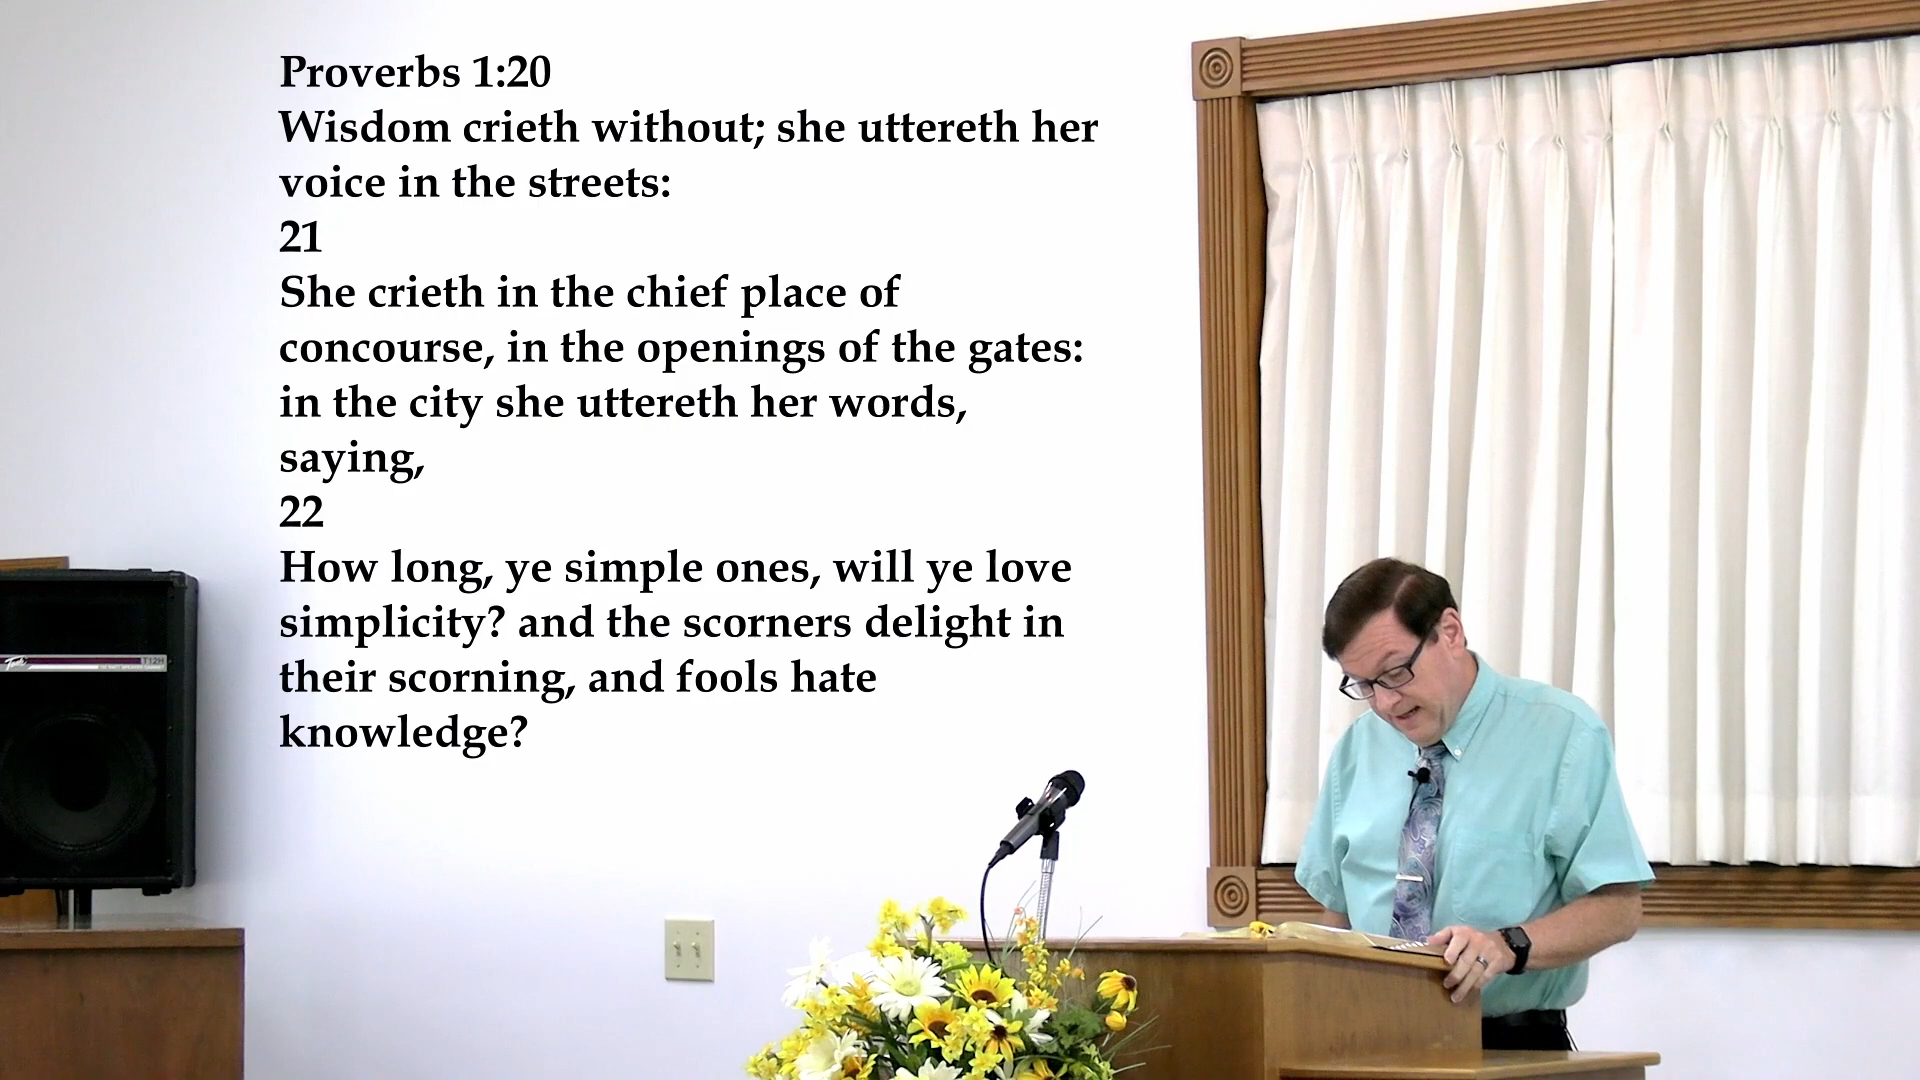 Proverbs 1:20
Wisdom crieth without; she uttereth her
voice in the streets:
21
She crieth in the chief place of
concourse, in the openings of the gates:
in the city she uttereth her words,
saying,
22
How long, ye simple ones, will ye love
simplicity? and the scorners delight in
their scorning, and fools hate
knowledge?
T12H